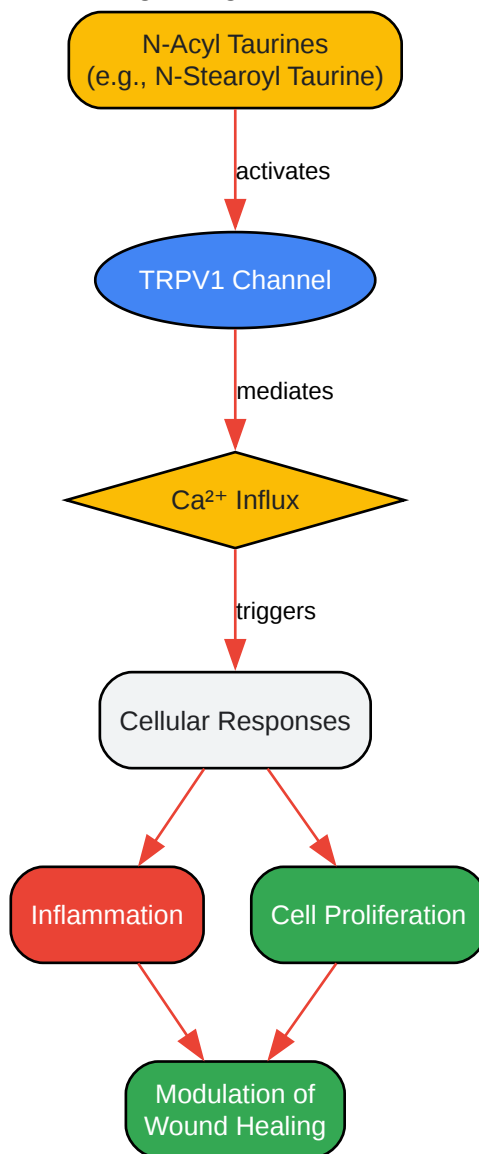 N-Acyl Taurines
(e.g., N-Stearoyl Taurine)
activates
TRPV1 Channel
mediates
Ca²⁺ Influx
triggers
Cellular Responses
Inflammation
Cell Proliferation
Modulation of
Wound Healing